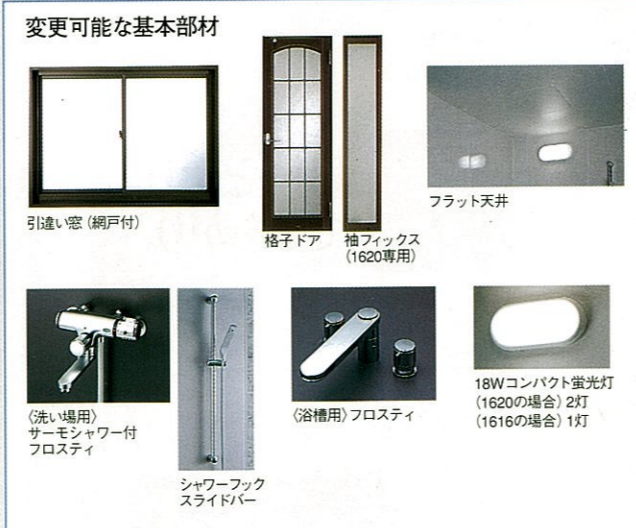 変更可能な基本部材
引違い窓（網戸付）
格子ドア
袖フィックス
（1620専用）
フラット天井
〈洗い場用〉
サーモシャワー付
フロスティ
シャワーフック
スライドバー
〈浴槽用〉フロスティ
18Wコンパクト蛍光灯
（1620の場合）2灯
（1616の場合）1灯